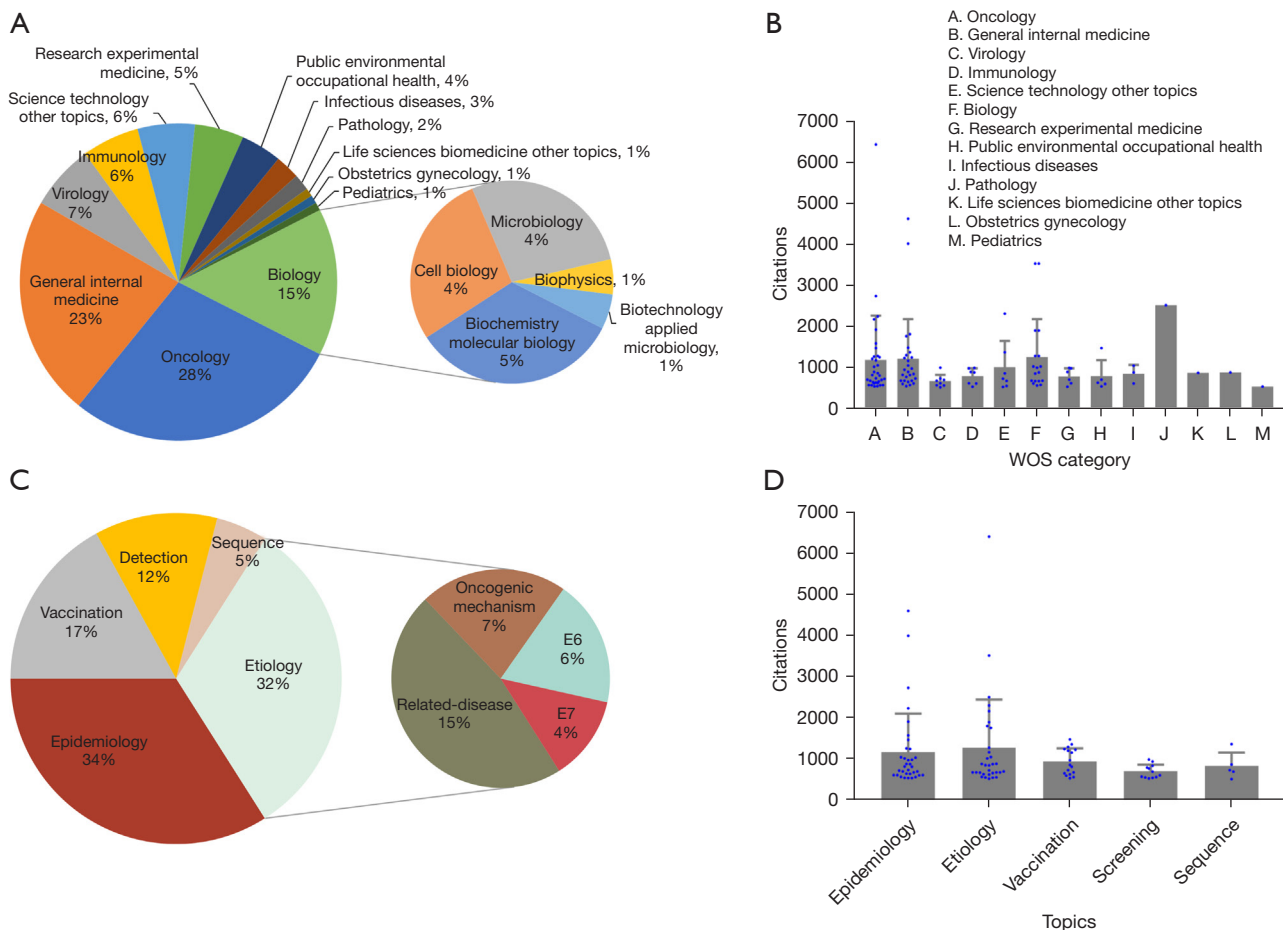 A
Research experimental
medicine, 5%
Science technology
other topics, 6%
Public environmental
occupational health, 4%
Infectious diseases, 3%
Pathology, 2%
Life sciences biomedicine other topics, 1%
Obstetrics gynecology, 1%
Pediatrics, 1%
Immunology
6%
Virology
7%
General internal
medicine
23%
Oncology
28%
Biology
15%
Microbiology
4%
Cell biology
4%
Biophysics, 1%
Biotechnology
applied
microbiology,
1%
Biochemistry
molecular biology
5%
B
A. Oncology
B. General internal medicine
C. Virology
D. Immunology
E. Science technology other topics
F. Biology
G. Research experimental medicine
H. Public environmental occupational health
I. Infectious diseases
J. Pathology
K. Life sciences biomedicine other topics
L. Obstetrics gynecology
M. Pediatrics
Citations
7000
6000
5000
4000
3000
2000
1000
0
A B C D E F G H I J K L M
WOS category
C
Detection
12%
Sequence
5%
Vaccination
17%
Etiology
32%
Epidemiology
34%
Oncogenic
mechanism
7%
E6
6%
Related-disease
15%
E7
4%
D
Citations
7000
6000
5000
4000
3000
2000
1000
0
Epidemiology
Etiology
Vaccination
Screening
Sequence
Topics